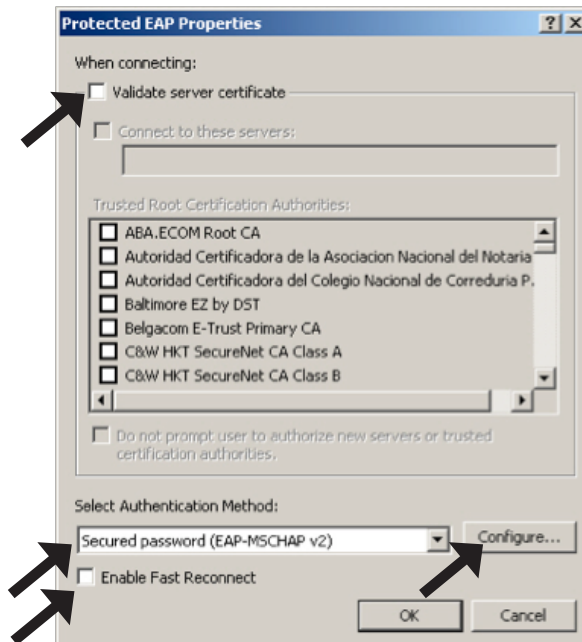 Protected EAP Properties
When connecting:
Validate server certificate
Connect to these servers:
Trusted Root Certification Authorities:
ABA.ECOM Root CA
Autoridad Certificadora de la Asociacion Nacional del Notaria
Autoridad Certificadora del Colegio Nacional de Correduria P.
Baltimore EZ by DST
Belgacom E-Trust Primary CA
C&W HKT SecureNet CA Class A
C&W HKT SecureNet CA Class B
Do not prompt user to authorize new servers or trusted
certification authorities.
Select Authentication Method:
Secured password (EAP-MSCHAP v2)
Configure...
Enable Fast Reconnect
OK
Cancel